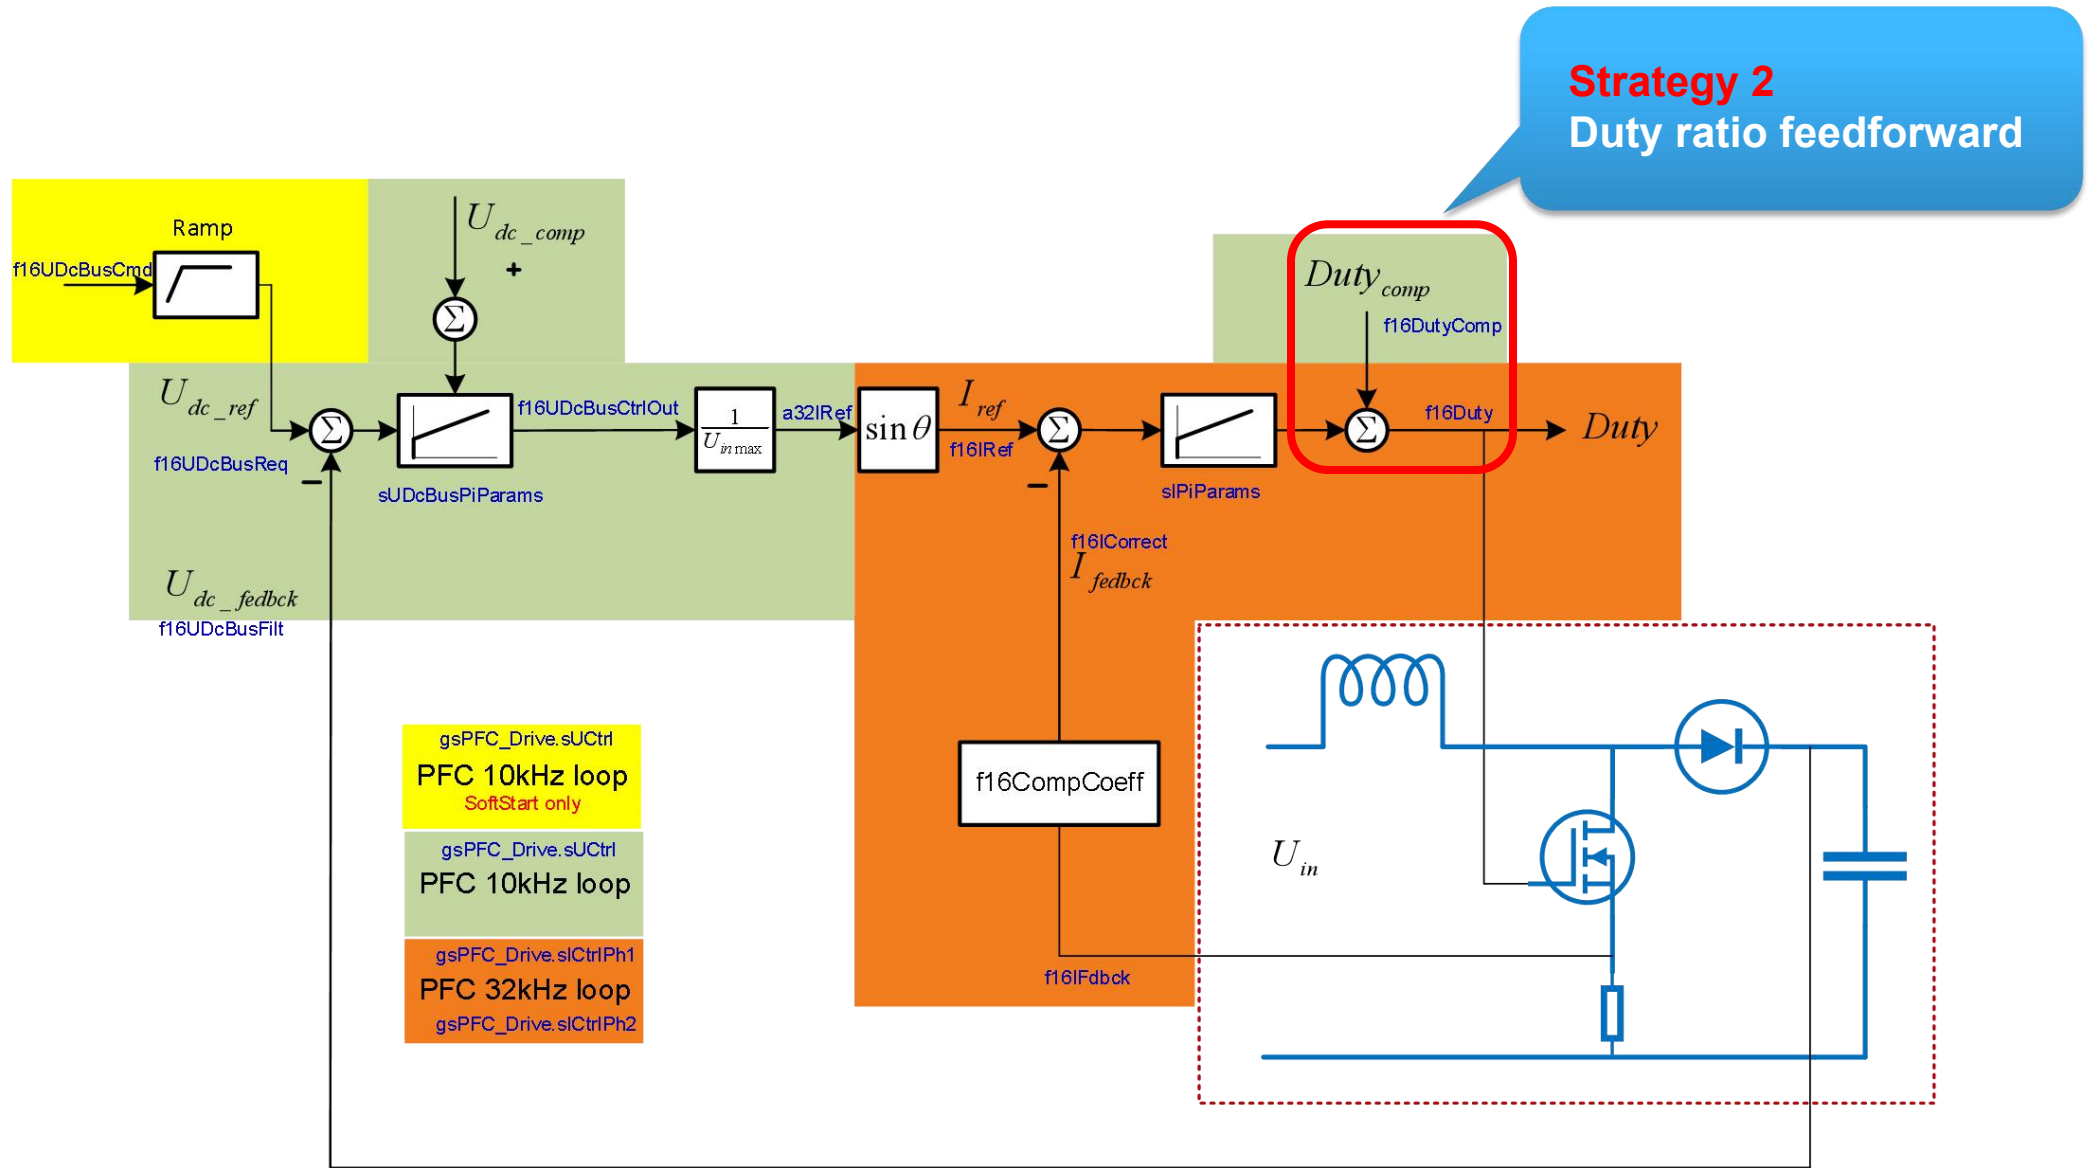 Strategy 2
Duty ratio feedforward
Ramp
f16UDcBusCmd
U dc_comp
+
Σ
Duty comp
f16DutyComp
U dc_ref
f16UDcBusReq
Σ
−
sUDcBusPiParams
f16UDcBusCtrlOut
1
U in max
a32IRef
sin θ
I ref
f16IRef
Σ
−
sIPiParams
Σ
f16Duty
Duty
f16ICorrect
I fedbck
U dc_fedbck
f16UDcBusFilt
gsPFC_Drive.sUCtrl
PFC 10kHz loop
SoftStart only
gsPFC_Drive.sUCtrl
PFC 10kHz loop
gsPFC_Drive.sICtrlPh1
PFC 32kHz loop
gsPFC_Drive.sICtrlPh2
f16CompCoeff
f16IFdbck
U in